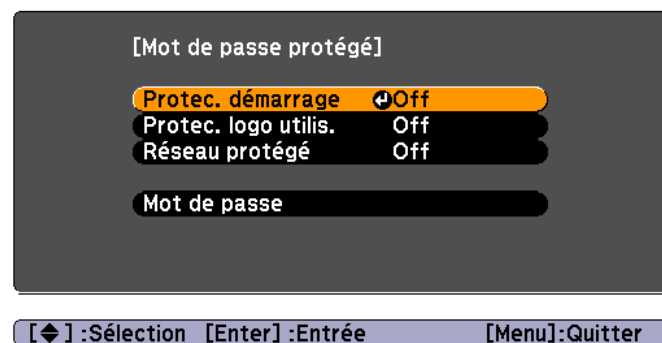 [Mot de passe protégé]
Protec. démarrage Off
Protec. logo utilis. Off
Réseau protégé Off
Mot de passe
[◆] :Sélection [Enter] :Entrée [Menu]:Quitter